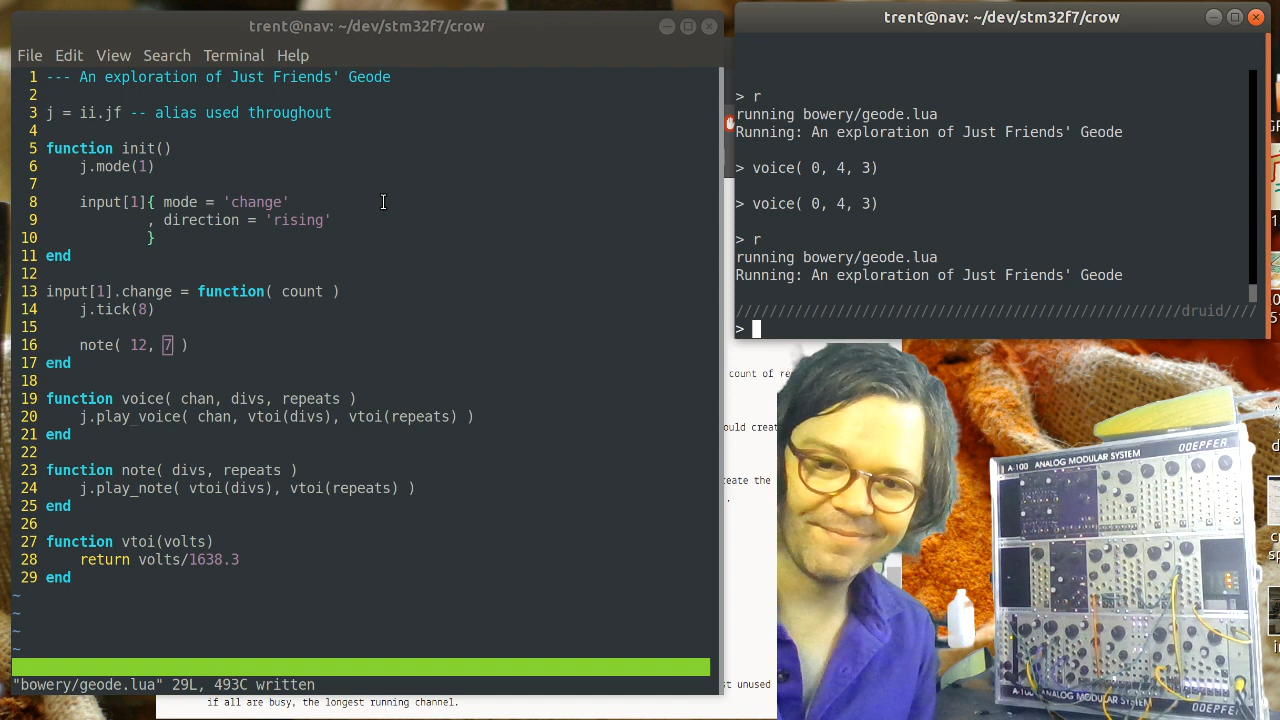 trent@nav: ~/dev/stm32f7/crow
File Edit View Search Terminal Help
1 --- An exploration of Just Friends' Geode
2
3 j = ii.jf -- alias used throughout
4
5 function init()
6 j.mode(1)
7
8 input[1]{ mode = 'change'
9 , direction = 'rising'
10 }
11 end
12
13 input[1].change = function( count )
14 j.tick(8)
15
16 note( 12, 7 )
17 end
18
19 function voice( chan, divs, repeats )
20 j.play_voice( chan, vtoi(divs), vtoi(repeats) )
21 end
22
23 function note( divs, repeats )
24 j.play_note( vtoi(divs), vtoi(repeats) )
25 end
26
27 function vtoi(volts)
28 return volts/1638.3
29 end
~
~
~
~
"bowery/geode.lua" 29L, 493C written
trent@nav: ~/dev/stm32f7/crow
> r
running bowery/geode.lua
Running: An exploration of Just Friends' Geode
> voice( 0, 4, 3)
> voice( 0, 4, 3)
> r
running bowery/geode.lua
Running: An exploration of Just Friends' Geode
/////////////////////////////////////////////////////druid////
>
count of
create the
unused
if all are busy, the longest running channel.
A-100 ANALOG MODULAR SYSTEM DOEPFER
A-100 ANALOG MODULAR SYSTEM DOEPFER